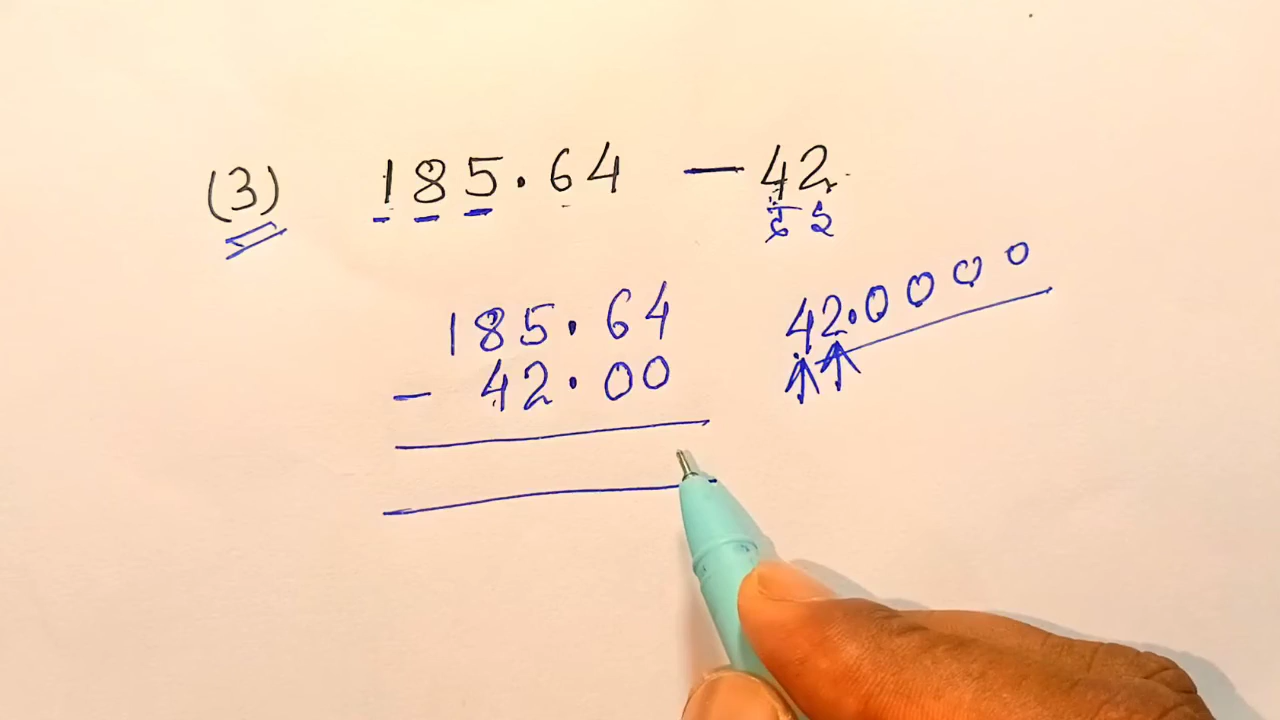 (3) 185.64 — 42
185.64 42.0000
- 42.00